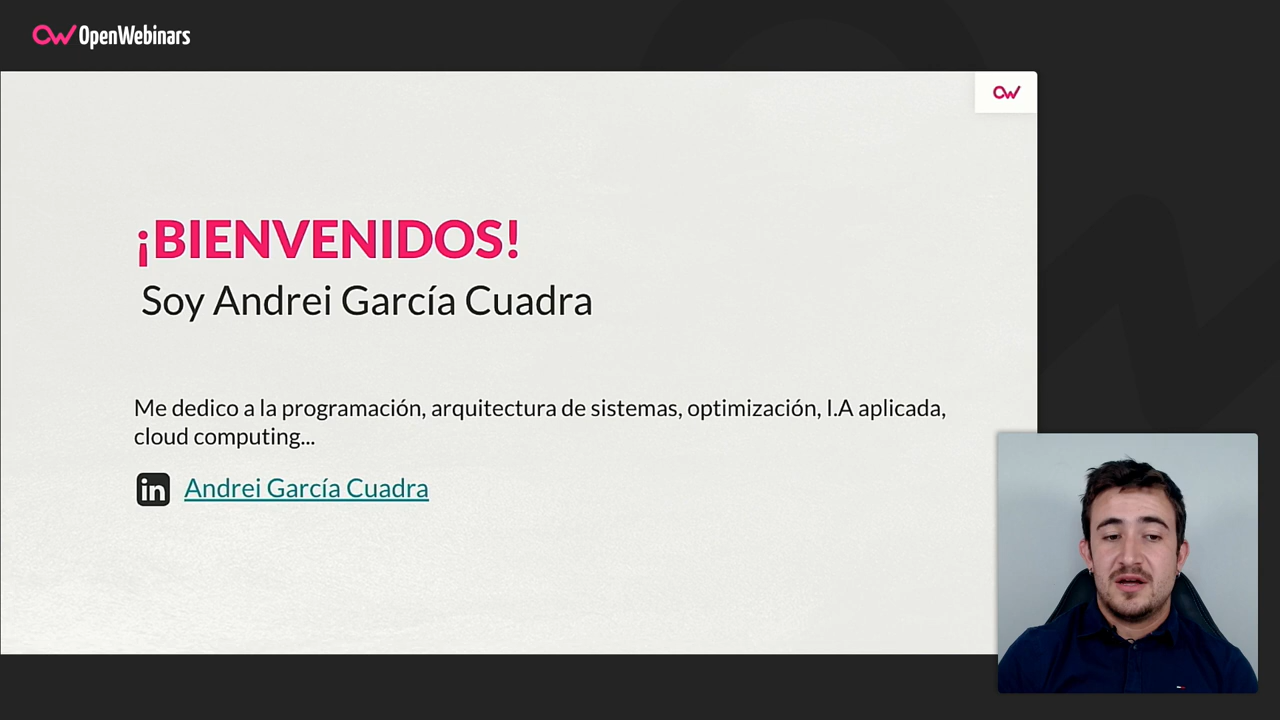 OpenWebinars
¡BIENVENIDOS!
Soy Andrei García Cuadra
Me dedico a la programación, arquitectura de sistemas, optimización, I.A aplicada,
cloud computing...
in Andrei García Cuadra